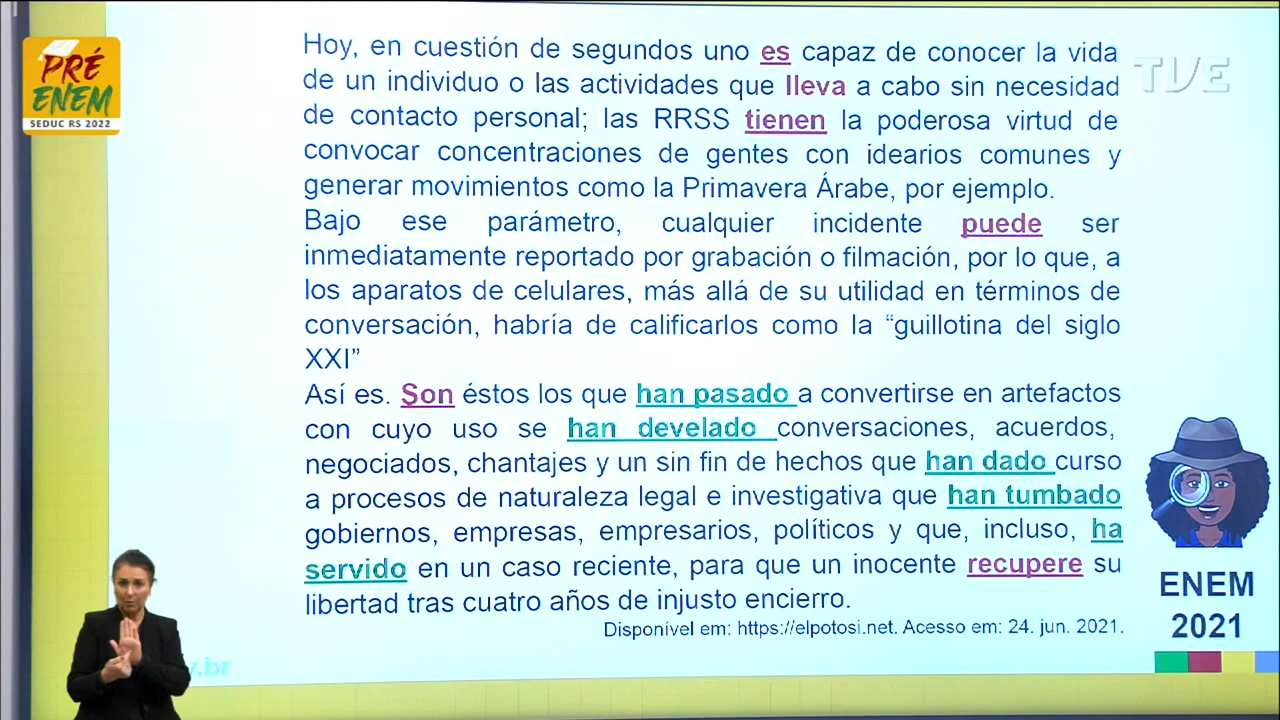 PRÉ
ENEM
SEDUC RS 2022
TVE
Hoy, en cuestión de segundos uno es capaz de conocer la vida
de un individuo o las actividades que lleva a cabo sin necesidad
de contacto personal; las RRSS tienen la poderosa virtud de
convocar concentraciones de gentes con idearios comunes y
generar movimientos como la Primavera Árabe, por ejemplo.
Bajo ese parámetro, cualquier incidente puede ser
inmediatamente reportado por grabación o filmación, por lo que, a
los aparatos de celulares, más allá de su utilidad en términos de
conversación, habría de calificarlos como la “guillotina del siglo
XXI”
Así es. Son éstos los que han pasado a convertirse en artefactos
con cuyo uso se han develado conversaciones, acuerdos,
negociados, chantajes y un sin fin de hechos que han dado curso
a procesos de naturaleza legal e investigativa que han tumbado
gobiernos, empresas, empresarios, políticos y que, incluso, ha
servido en un caso reciente, para que un inocente recupere su
libertad tras cuatro años de injusto encierro.
Disponível em: https://elpotosi.net. Acesso em: 24. jun. 2021.
ENEM
2021
.br